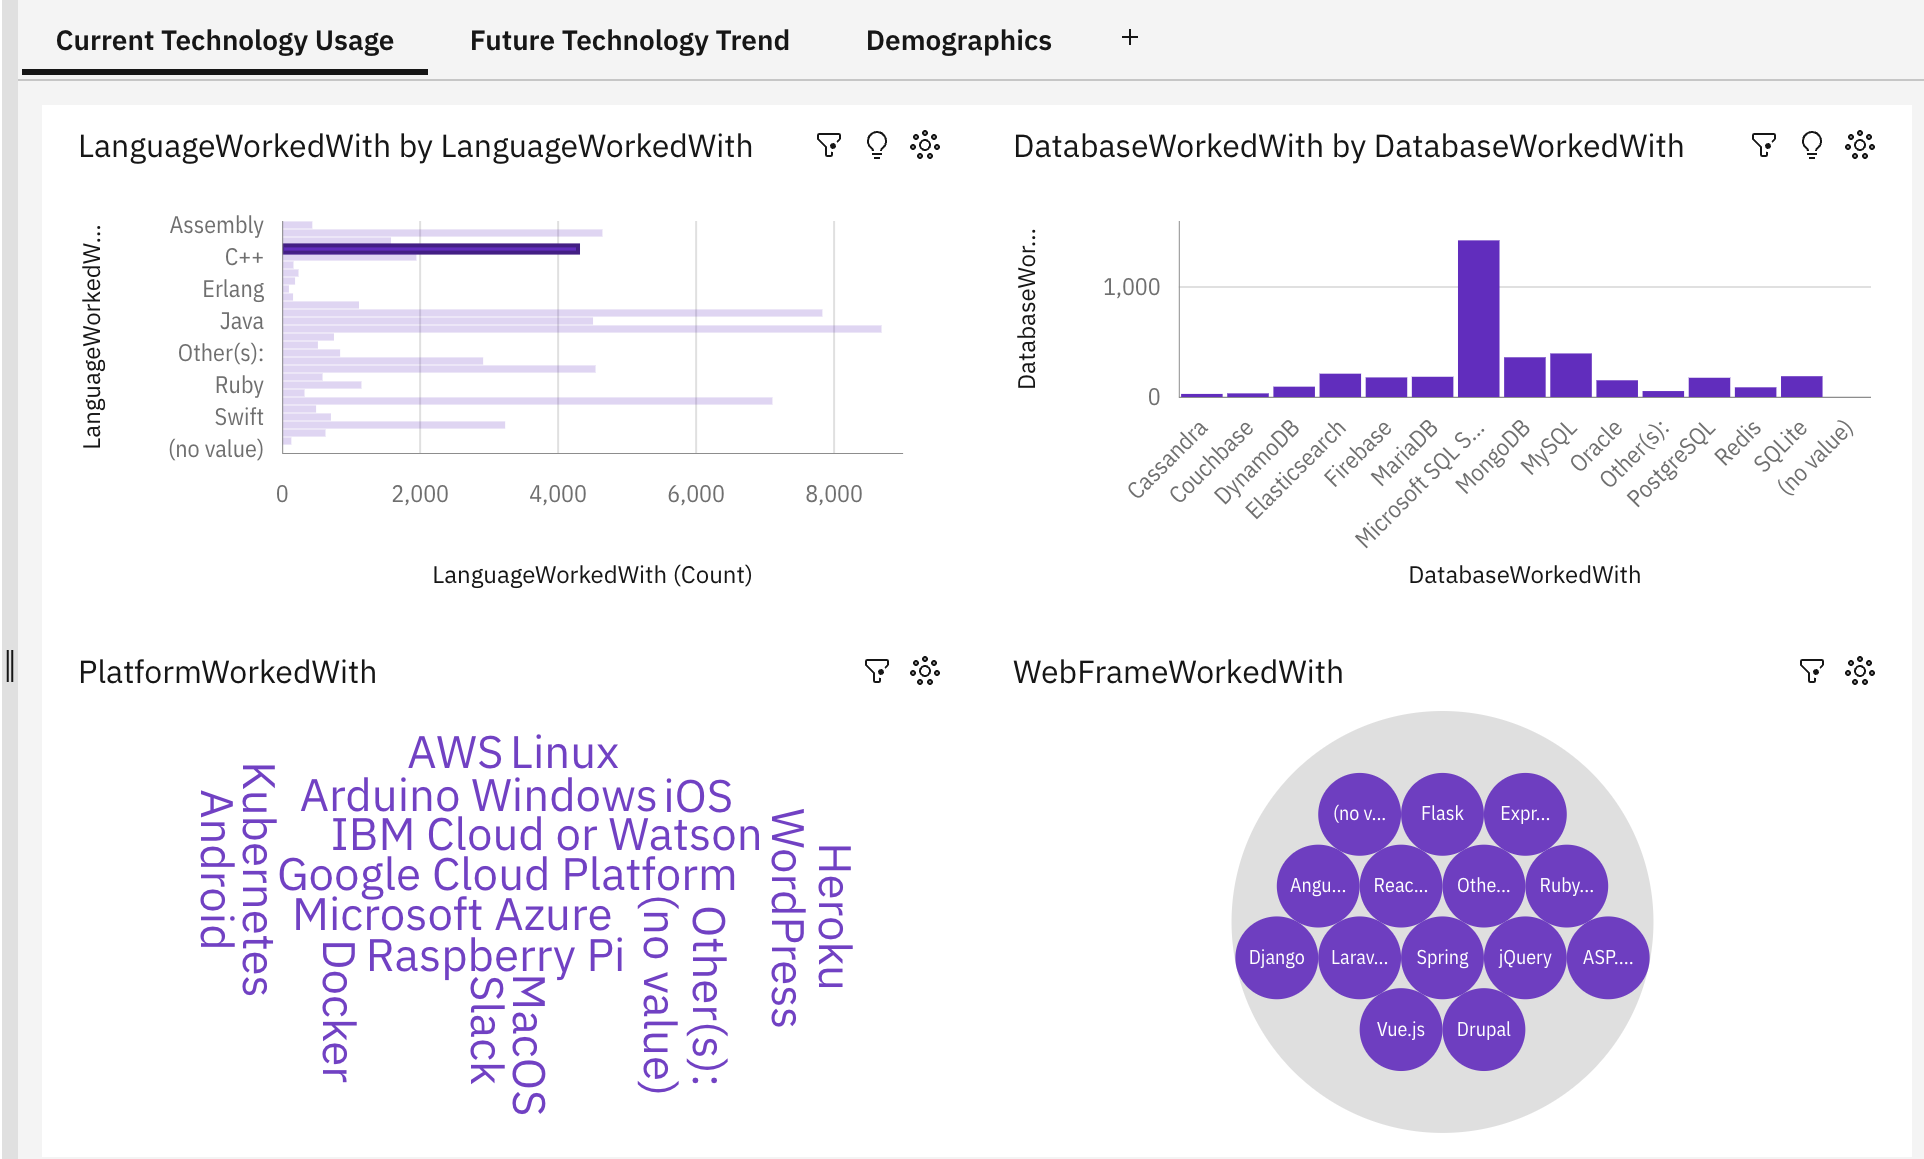 Current Technology Usage
Future Technology Trend
Demographics
+
LanguageWorkedWith by LanguageWorkedWith
LanguageWorkedW...
Assembly
C++
Erlang
Java
Other(s):
Ruby
Swift
(no value)
0
2,000
4,000
6,000
8,000
LanguageWorkedWith (Count)
DatabaseWorkedWith by DatabaseWorkedWith
DatabaseWor...
1,000
0
Cassandra
Couchbase
DynamoDB
Elasticsearch
Firebase
MariaDB
Microsoft SQL S...
MongoDB
MySQL
Oracle
Other(s):
PostgreSQL
Redis
SQLite
(no value)
DatabaseWorkedWith
PlatformWorkedWith
AWS
Linux
Arduino
Windows
iOS
IBM Cloud or Watson
Google Cloud Platform
Microsoft Azure
Raspberry Pi
Android
Kubernetes
Docker
Slack
MacOS
(no value)
Other(s):
WordPress
Heroku
WebFrameWorkedWith
(no v...
Flask
Expr...
Angu...
Reac...
Othe...
Ruby...
Django
Larav...
Spring
jQuery
ASP....
Vue.js
Drupal